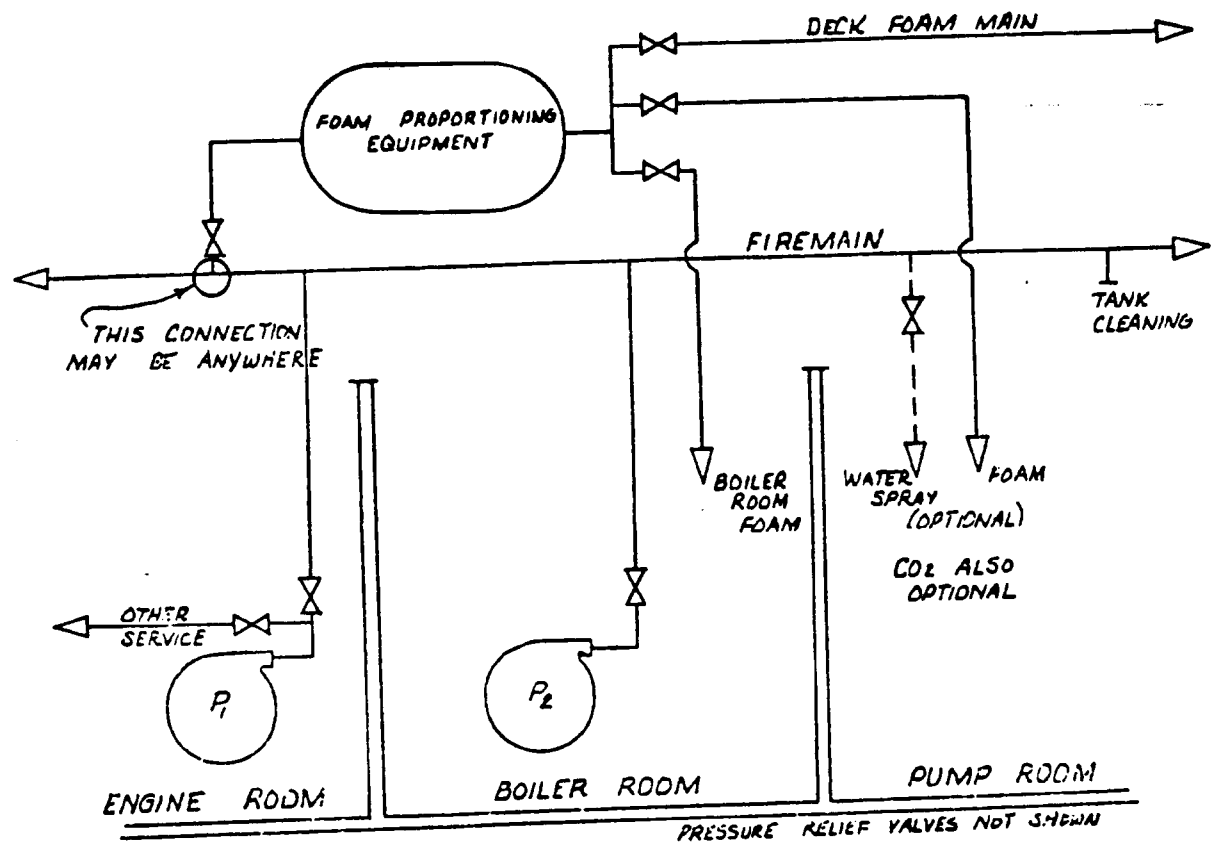 DECK FOAM MAIN
FOAM PROPORTIONING
EQUIPMENT
FIREMAIN
THIS CONNECTION
MAY BE ANYWHERE
TANK
CLEANING
BOILER
ROOM
FOAM
WATER
SPRAY
(OPTIONAL)
FOAM
CO2 ALSO
OPTIONAL
OTHER
SERVICE
P1
P2
ENGINE ROOM
BOILER ROOM
PUMP ROOM
PRESSURE RELIEF VALVES NOT SHOWN